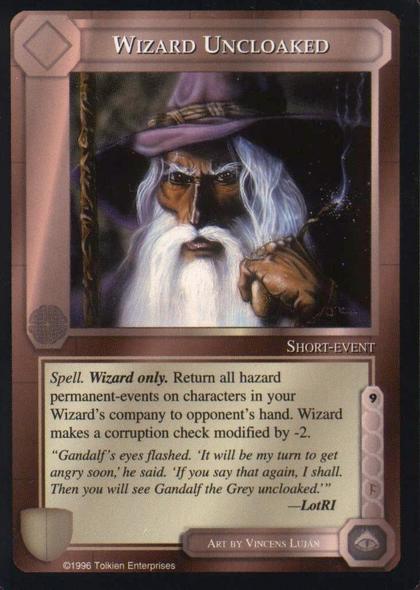 WIZARD UNCLOAKED
SHORT-EVENT
Spell. Wizard only. Return all hazard
permanent-events on characters in your
Wizard's company to opponent's hand. Wizard
makes a corruption check modified by -2.
"Gandalf's eyes flashed. 'It will be my turn to get
angry soon,' he said. 'If you say that again, I shall.
Then you will see Gandalf the Grey uncloaked.'"
—LotRI
9
F
ART BY VINCENS LUJÁN
©1996 Tolkien Enterprises